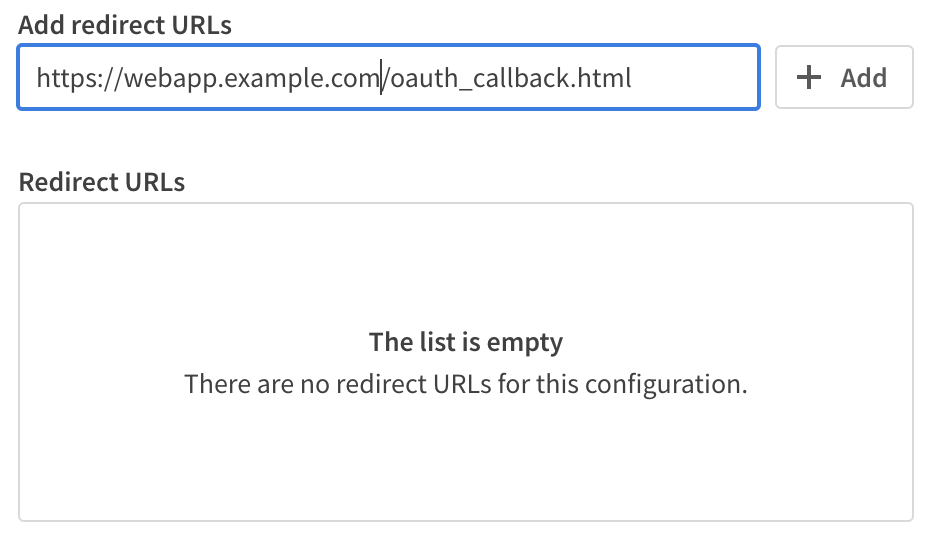 Add redirect URLs
https://webapp.example.com/oauth_callback.html
+ Add
Redirect URLs
The list is empty
There are no redirect URLs for this configuration.